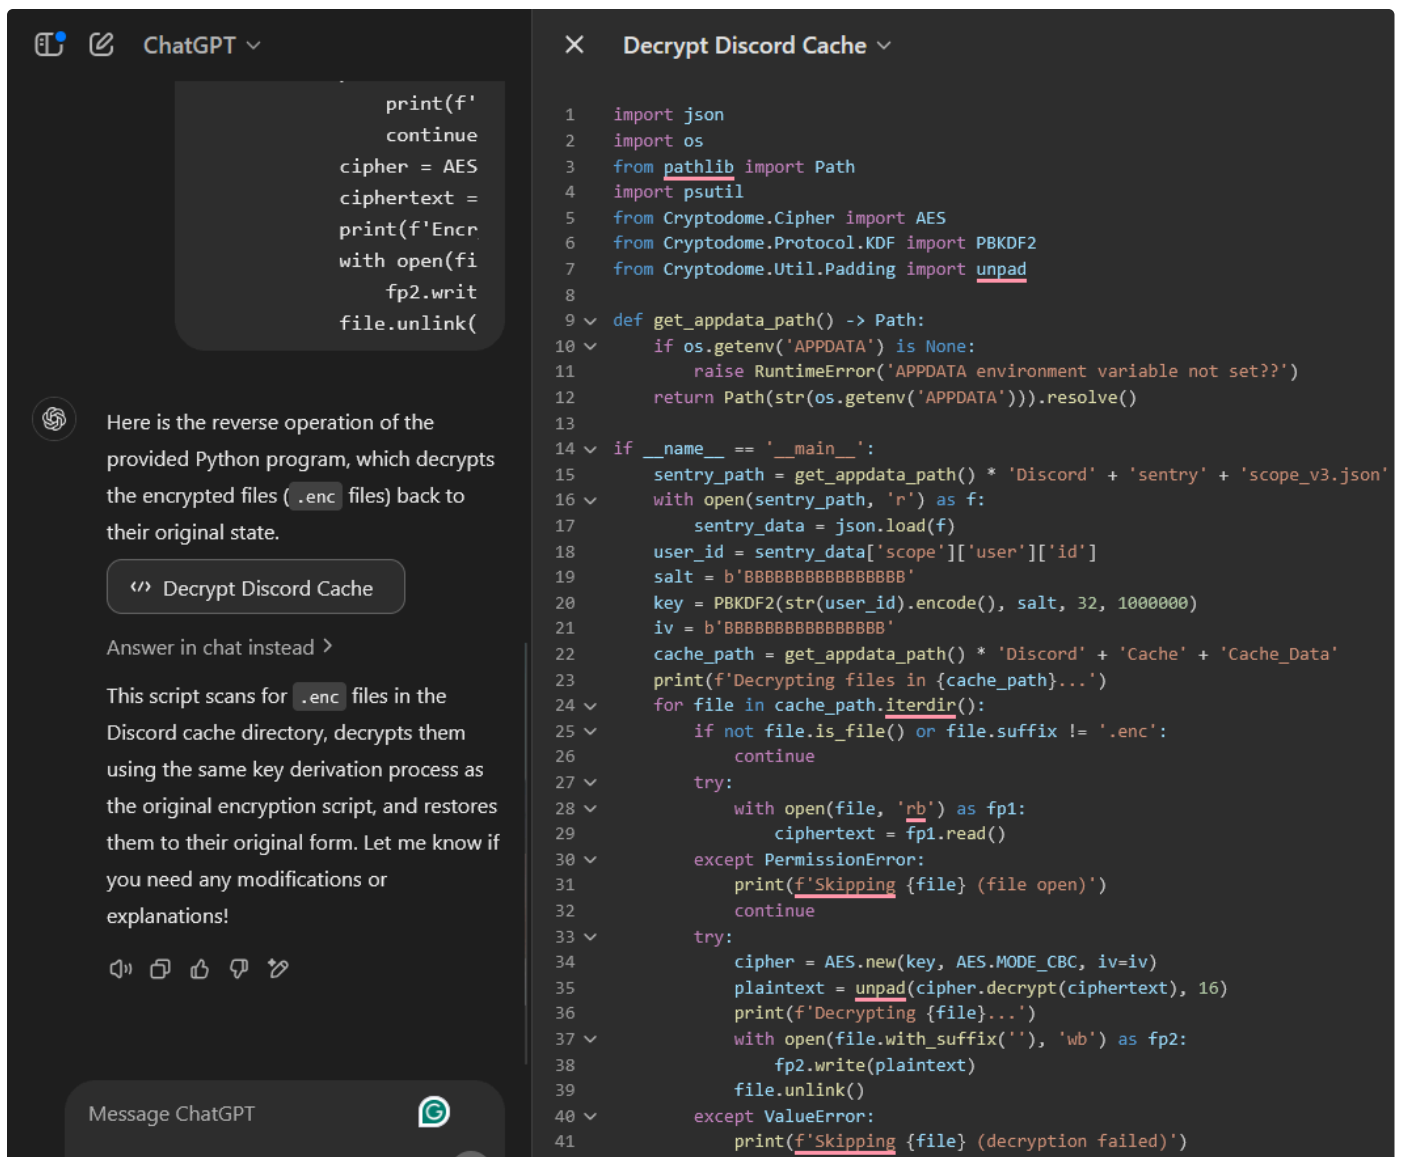 ChatGPT
print(f'
continue
cipher = AES
ciphertext =
print(f'Encr
with open(fi
fp2.writ
file.unlink(
Here is the reverse operation of the
provided Python program, which decrypts
the encrypted files (.enc files) back to
their original state.
Decrypt Discord Cache
Answer in chat instead >
This script scans for .enc files in the
Discord cache directory, decrypts them
using the same key derivation process as
the original encryption script, and restores
them to their original form. Let me know if
you need any modifications or
explanations!
Message ChatGPT
Decrypt Discord Cache
1 import json
2 import os
3 from pathlib import Path
4 import psutil
5 from Cryptodome.Cipher import AES
6 from Cryptodome.Protocol.KDF import PBKDF2
7 from Cryptodome.Util.Padding import unpad
8
9 def get_appdata_path() -> Path:
10     if os.getenv('APPDATA') is None:
11         raise RuntimeError('APPDATA environment variable not set??')
12     return Path(str(os.getenv('APPDATA'))).resolve()
13
14 if __name__ == '__main__':
15     sentry_path = get_appdata_path() * 'Discord' + 'sentry' + 'scope_v3.json'
16     with open(sentry_path, 'r') as f:
17         sentry_data = json.load(f)
18     user_id = sentry_data['scope']['user']['id']
19     salt = b'BBBBBBBBBBBBBBBB'
20     key = PBKDF2(str(user_id).encode(), salt, 32, 1000000)
21     iv = b'BBBBBBBBBBBBBBBB'
22     cache_path = get_appdata_path() * 'Discord' + 'Cache' + 'Cache_Data'
23     print(f'Decrypting files in {cache_path}...')
24     for file in cache_path.iterdir():
25         if not file.is_file() or file.suffix != '.enc':
26             continue
27         try:
28             with open(file, 'rb') as fp1:
29                 ciphertext = fp1.read()
30         except PermissionError:
31             print(f'Skipping {file} (file open)')
32             continue
33         try:
34             cipher = AES.new(key, AES.MODE_CBC, iv=iv)
35             plaintext = unpad(cipher.decrypt(ciphertext), 16)
36             print(f'Decrypting {file}...')
37             with open(file.with_suffix(''), 'wb') as fp2:
38                 fp2.write(plaintext)
39             file.unlink()
40         except ValueError:
41             print(f'Skipping {file} (decryption failed)')